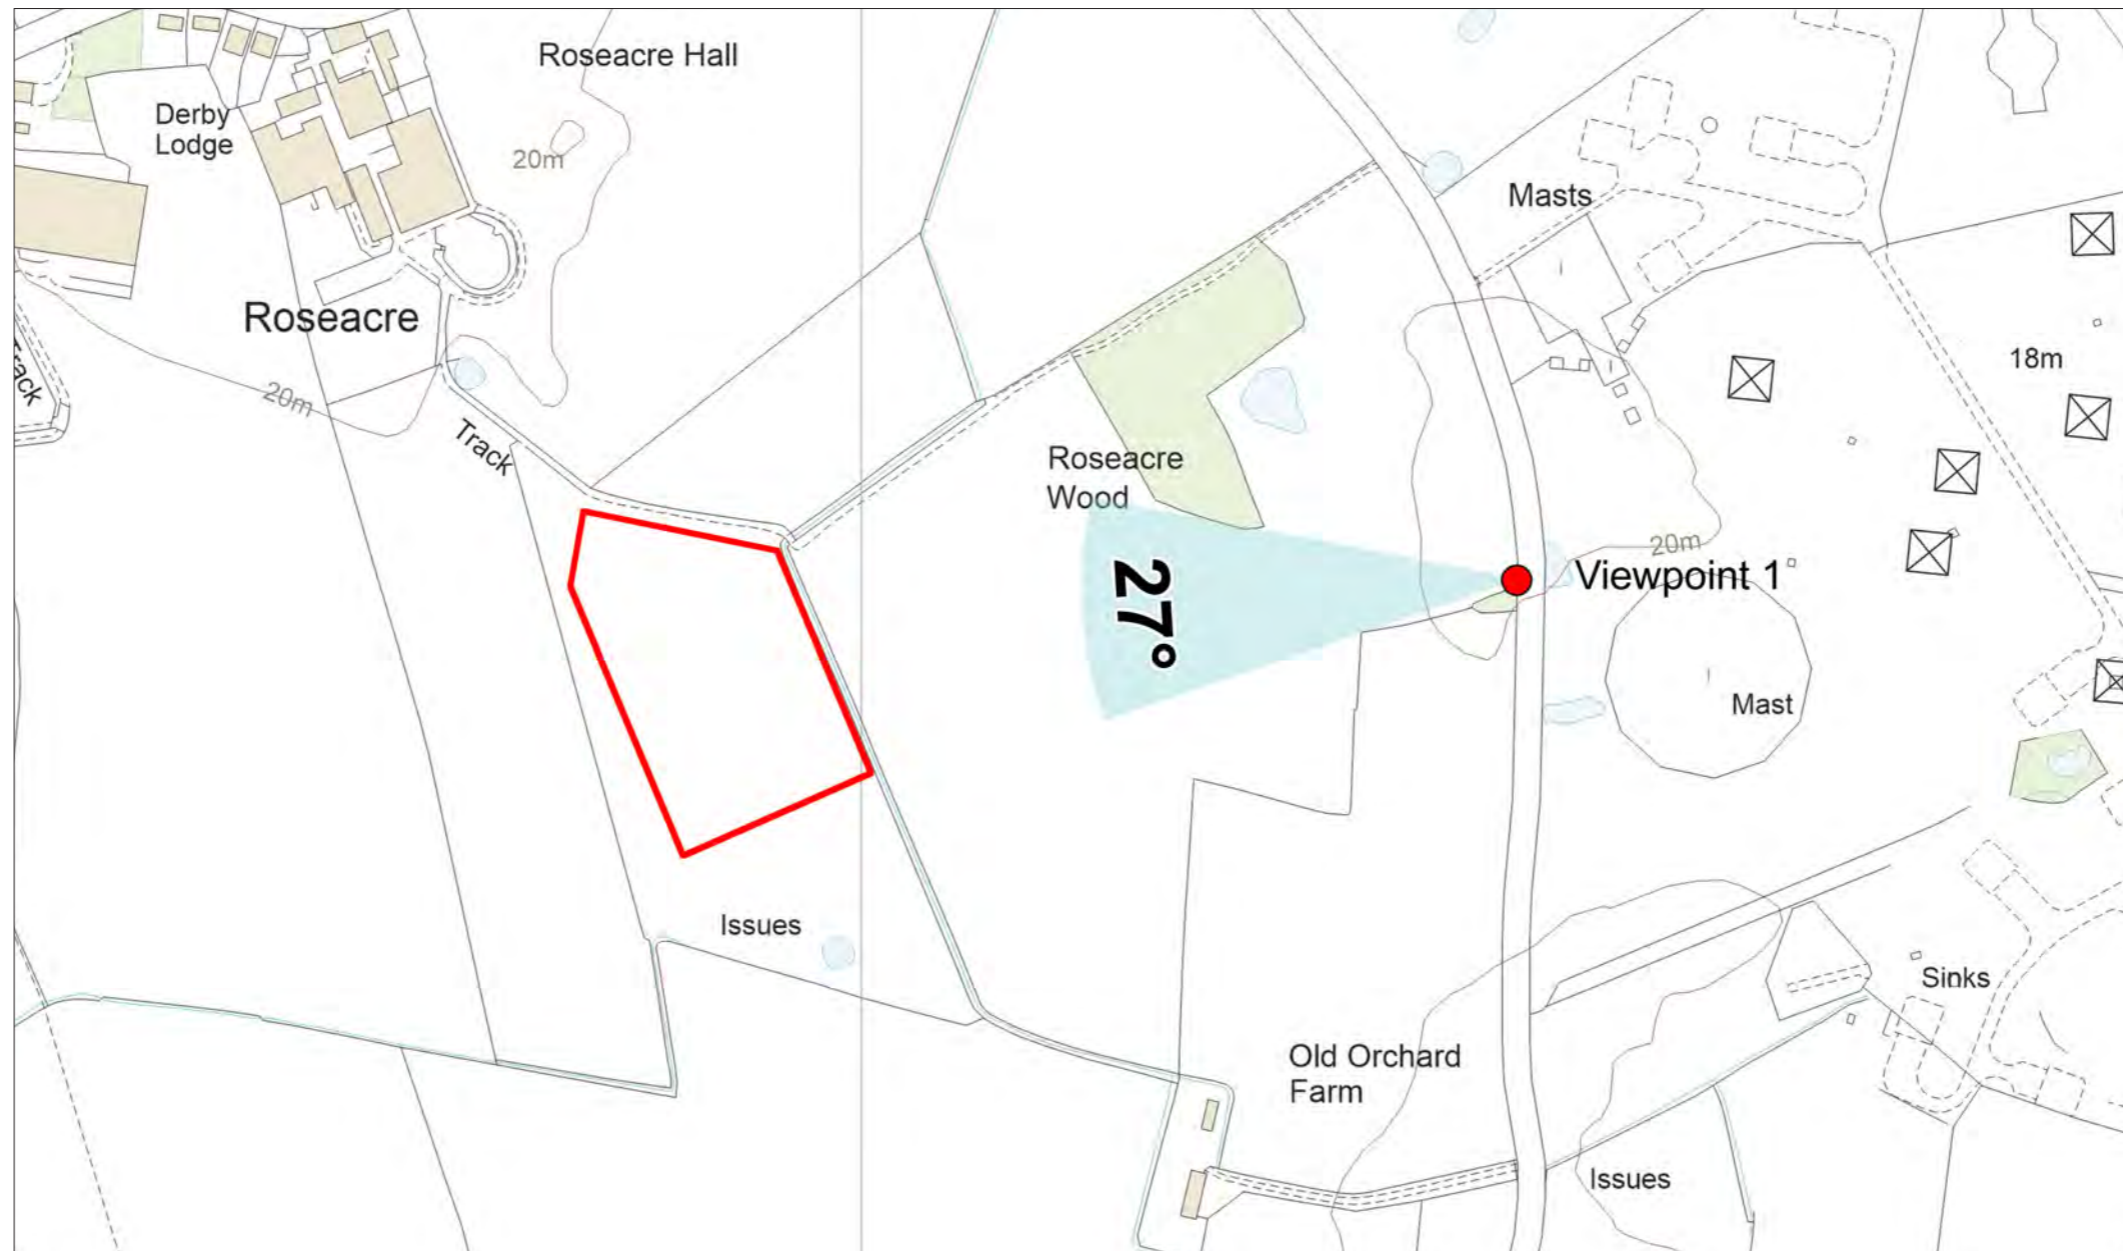 Roseacre Hall
Derby
Lodge
20m
Masts
Roseacre
18m
Track
20m
Track
Roseacre
Wood
20m
Viewpoint 1
27°
Mast
Issues
Sinks
Old Orchard
Farm
Issues